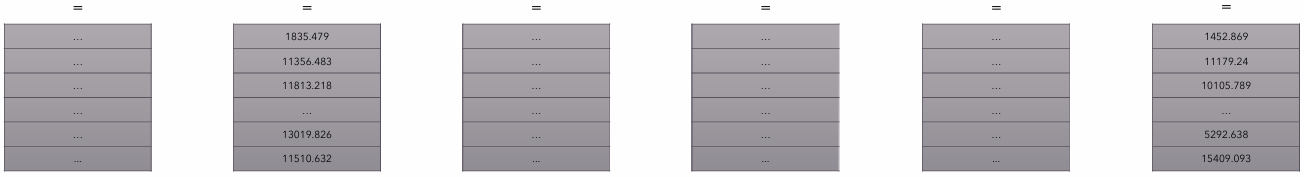 = = = = = =
... 1835.479 ... ... ... 1452.869
... 11356.483 ... ... ... 11179.24
... 11813.218 ... ... ... 10105.789
... ... ... ... ... ...
... 13019.826 ... ... ... 5292.638
... 11510.632 ... ... ... 15409.093